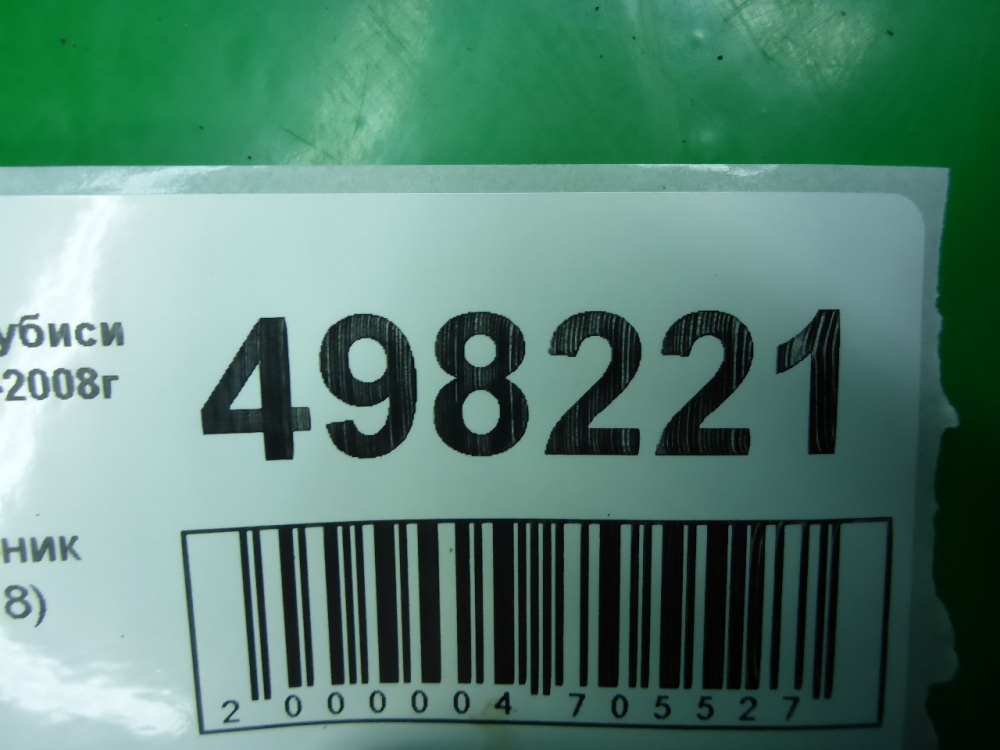 убиси
-2008г
498221
ник
8)
2 000004 705527